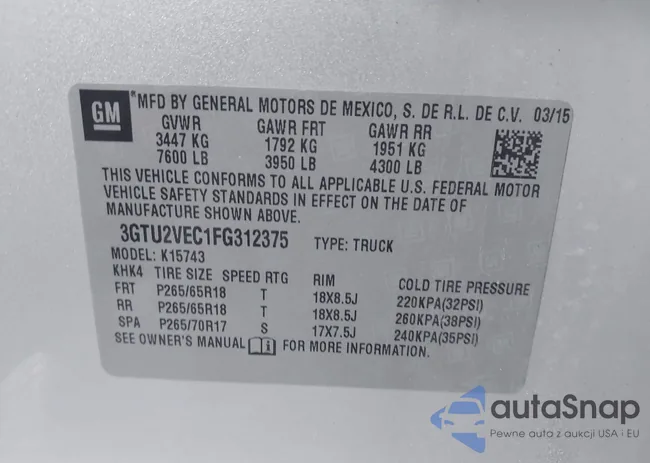 GM
*MFD BY GENERAL MOTORS DE MEXICO, S. DE R.L. DE C.V. 03/15
GVWR GAWR FRT GAWR RR
3447 KG 1792 KG 1951 KG
7600 LB 3950 LB 4300 LB
THIS VEHICLE CONFORMS TO ALL APPLICABLE U.S. FEDERAL MOTOR
VEHICLE SAFETY STANDARDS IN EFFECT ON THE DATE OF
MANUFACTURE SHOWN ABOVE.
3GTU2VEC1FG312375 TYPE: TRUCK
MODEL: K15743
KHK4 TIRE SIZE SPEED RTG RIM COLD TIRE PRESSURE
FRT P265/65R18 T 18X8.5J 220KPA(32PSI)
RR P265/65R18 T 18X8.5J 260KPA(38PSI)
SPA P265/70R17 S 17X7.5J 240KPA(35PSI)
SEE OWNER'S MANUAL i FOR MORE INFORMATION.
autaSnap
Pewne auta z aukcji USA i EU